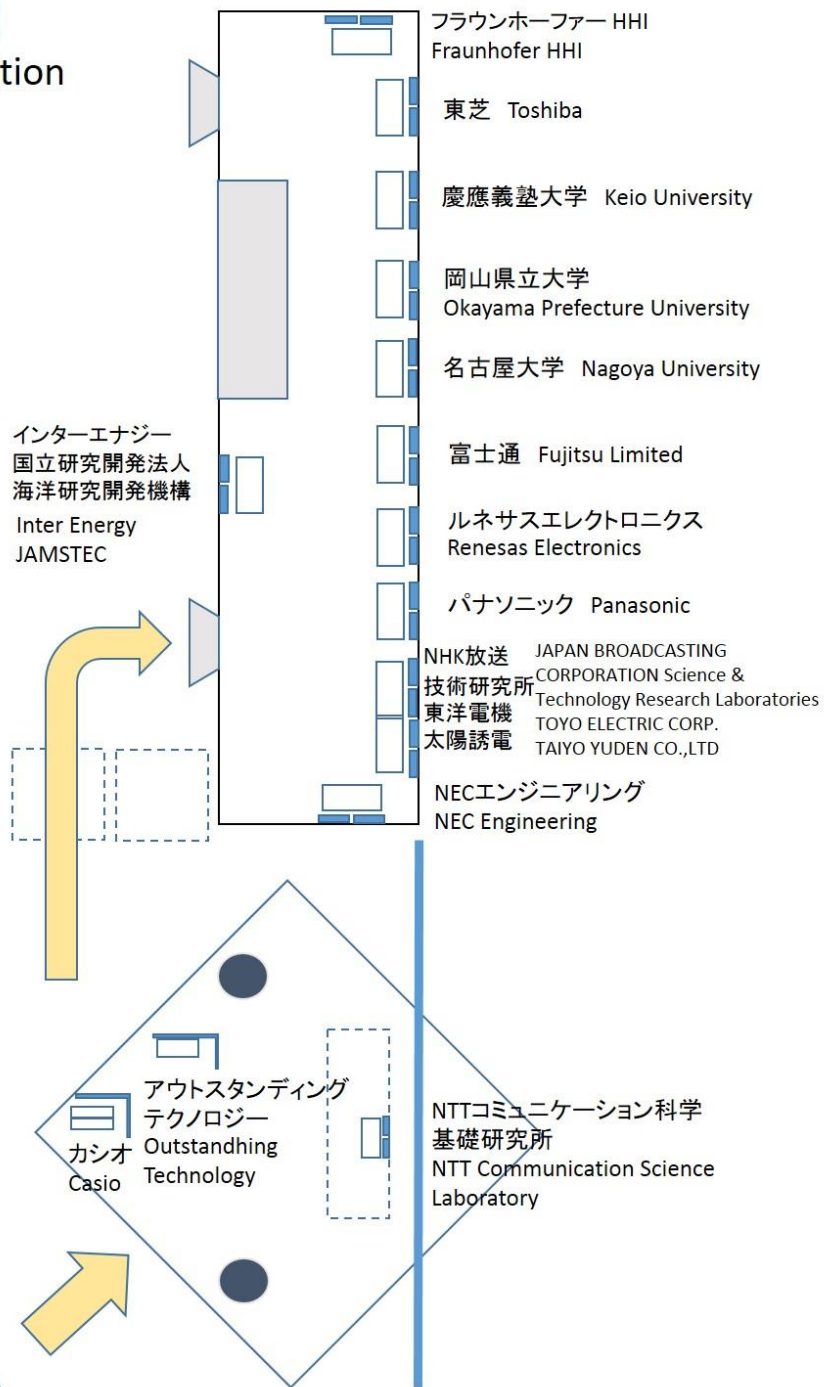 tion
フラウンホーファー HHI
Fraunhofer HHI
東芝 Toshiba
慶應義塾大学 Keio University
岡山県立大学
Okayama Prefecture University
名古屋大学 Nagoya University
インターエナジー
国立研究開発法人
海洋研究開発機構
Inter Energy
JAMSTEC
富士通 Fujitsu Limited
ルネサスエレクトロニクス
Renesas Electronics
パナソニック Panasonic
NHK放送
技術研究所
東洋電機
太陽誘電
JAPAN BROADCASTING
CORPORATION Science &
Technology Research Laboratories
TOYO ELECTRIC CORP.
TAIYO YUDEN CO.,LTD
NECエンジニアリング
NEC Engineering
アウトスタンディング
テクノロジー
Outstandhing
Technology
カシオ
Casio
NTTコミュニケーション科学
基礎研究所
NTT Communication Science
Laboratory